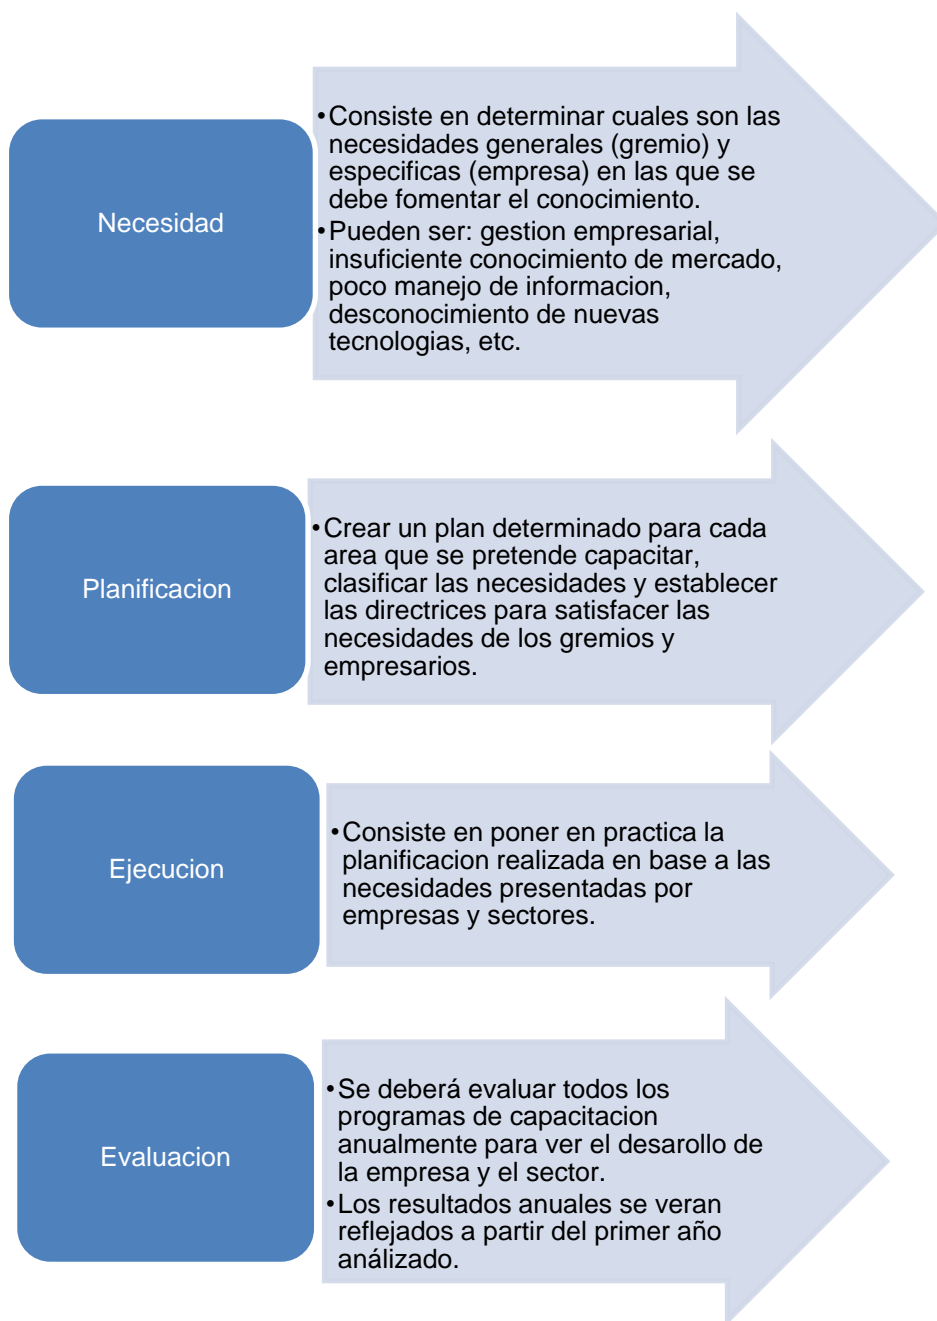 Necesidad
•Consiste en determinar cuales son las
necesidades generales (gremio) y
especificas (empresa) en las que se
debe fomentar el conocimiento.
•Pueden ser: gestion empresarial,
insuficiente conocimiento de mercado,
poco manejo de informacion,
desconocimiento de nuevas
tecnologias, etc.
Planificacion
•Crear un plan determinado para cada
area que se pretende capacitar,
clasificar las necesidades y establecer
las directrices para satisfacer las
necesidades de los gremios y
empresarios.
Ejecucion
•Consiste en poner en practica la
planificacion realizada en base a las
necesidades presentadas por
empresas y sectores.
Evaluacion
•Se deberá evaluar todos los
programas de capacitacion
anualmente para ver el desarollo de
la empresa y el sector.
•Los resultados anuales se veran
reflejados a partir del primer año
análizado.